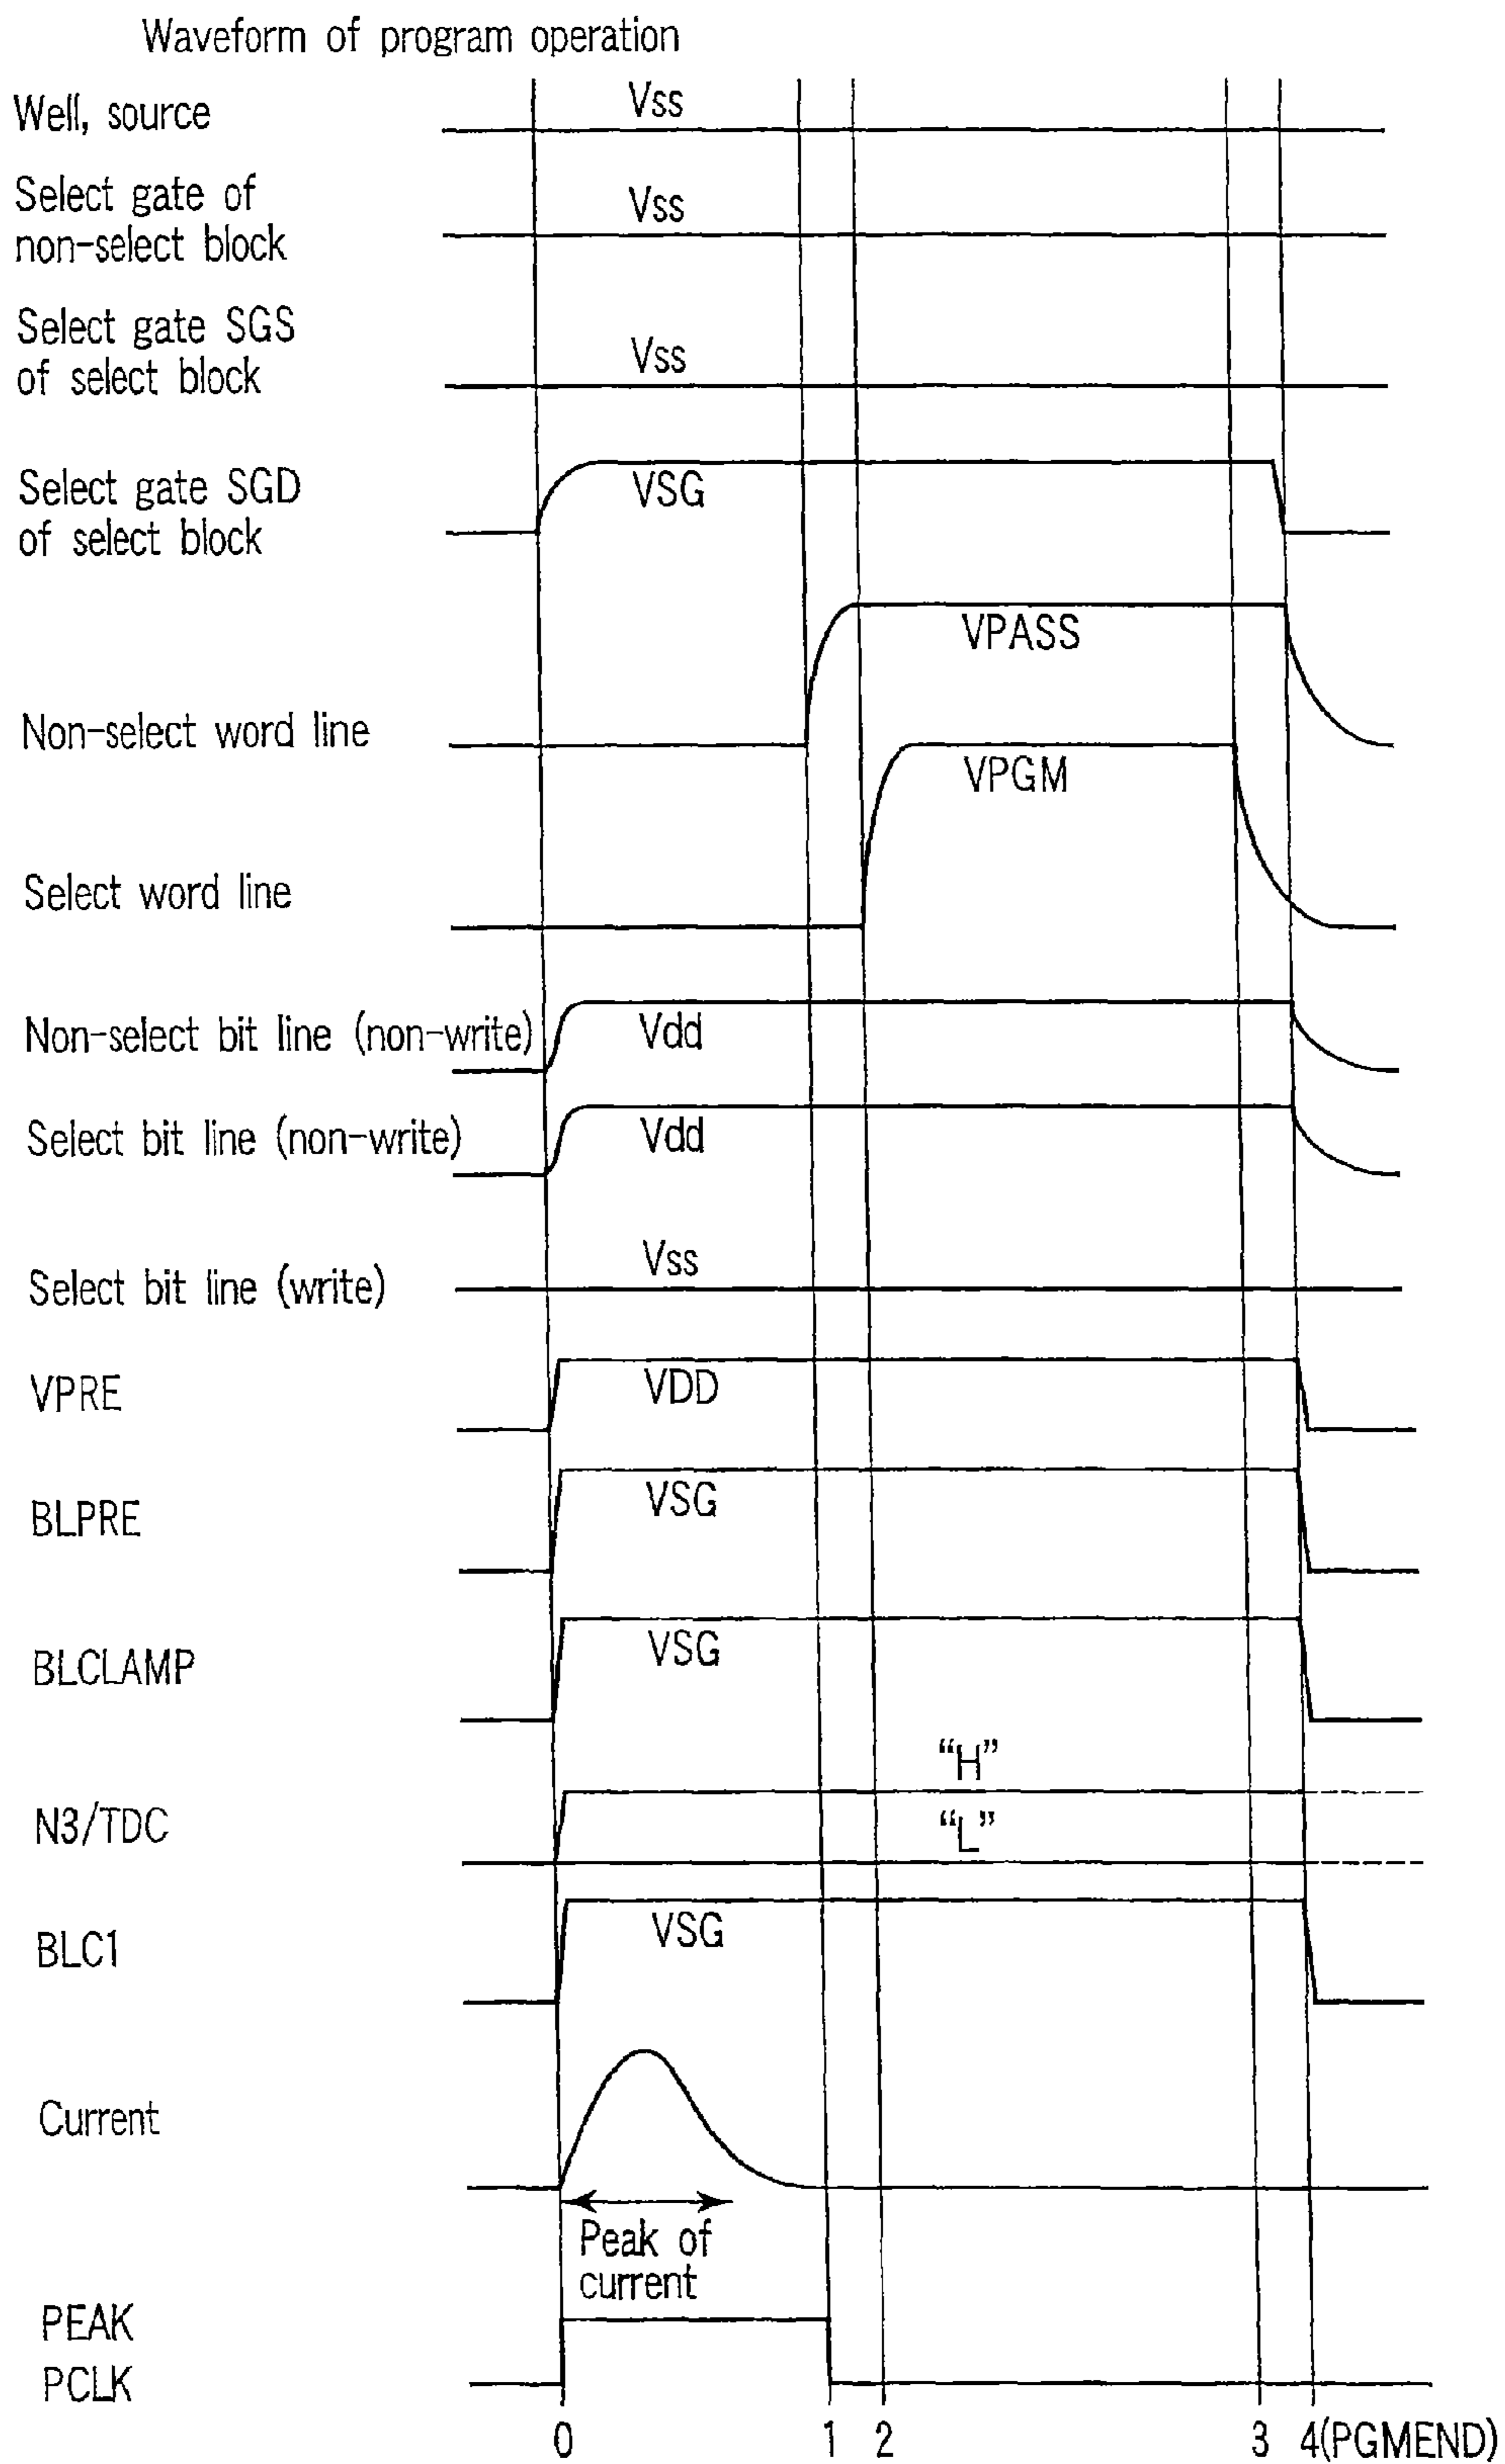 Waveform of program operation
Well, source
Vss
Select gate of
non-select block
Vss
Select gate SGS
of select block
Vss
Select gate SGD
of select block
VSG
Non-select word line
VPASS
Select word line
VPGM
Non-select bit line (non-write)
Vdd
Select bit line (non-write)
Vdd
Select bit line (write)
Vss
VPRE
VDD
BLPRE
VSG
BLCLAMP
VSG
N3/TDC
“H”
“L”
BLC1
VSG
Current
Peak of
current
PEAK
PCLK
0 1 2 3 4(PGMEND)